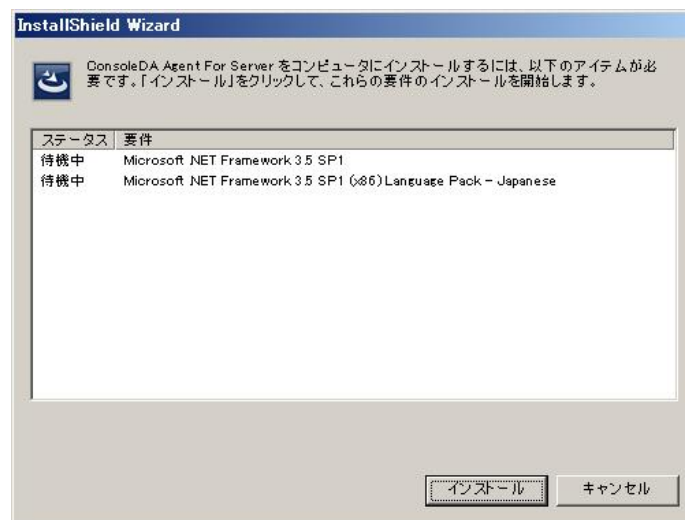 InstallShield Wizard
ConsoleDA Agent For Server をコンピュータにインストールするには、以下のアイテムが必
要です。「インストール」をクリックして、これらの要件のインストールを開始します。
ステータス 要件
待機中 Microsoft .NET Framework 3.5 SP1
待機中 Microsoft .NET Framework 3.5 SP1 (x86) Language Pack - Japanese
インストール キャンセル